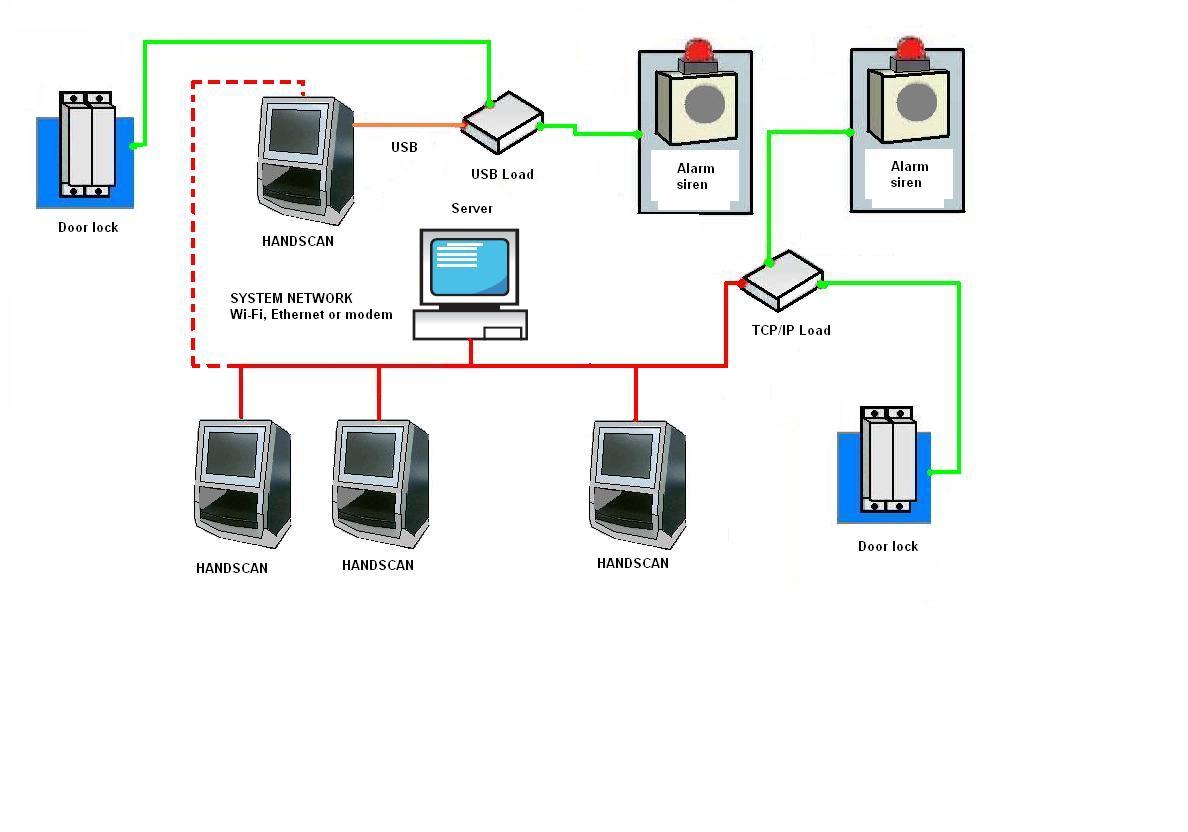 Door lock
HANDSCAN
USB
USB Load
Server
Alarm
siren
Alarm
siren
SYSTEM NETWORK
Wi-Fi, Ethernet or modem
TCP/IP Load
HANDSCAN
HANDSCAN
HANDSCAN
Door lock